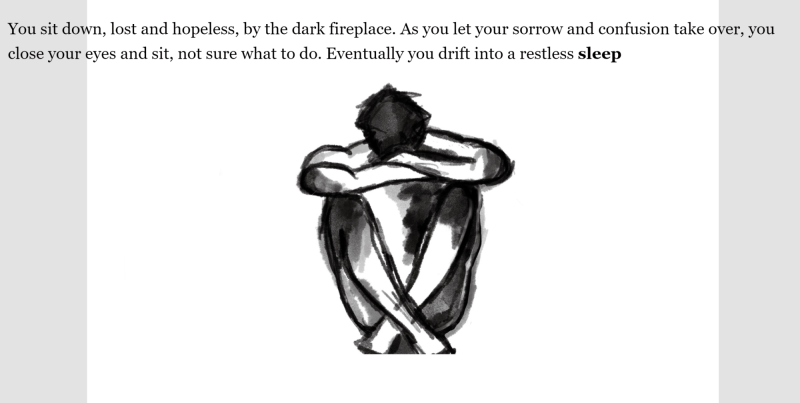 You sit down, lost and hopeless, by the dark fireplace. As you let your sorrow and confusion take over, you
close your eyes and sit, not sure what to do. Eventually you drift into a restless sleep